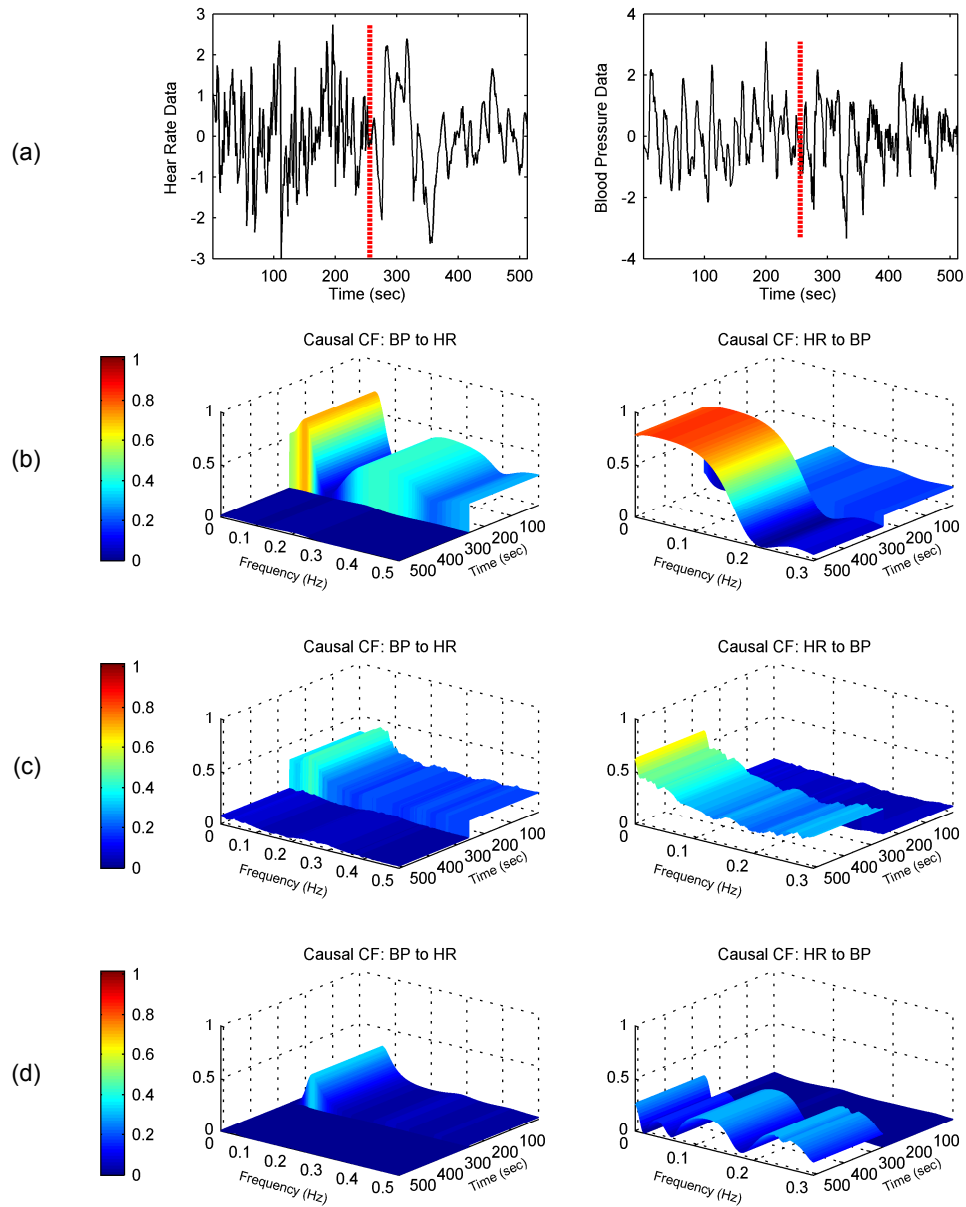 (a)
Hear Rate Data
3
2
1
0
-1
-2
-3
100 200 300 400 500
Time (sec)
Blood Pressure Data
4
2
0
-2
-4
100 200 300 400 500
Time (sec)
(b)
1
0.8
0.6
0.4
0.2
0
Causal CF: BP to HR
1
0.5
0
0.1 0.2 0.3 0.4 0.5
Frequency (Hz)
500 400 300 200 100
Time (sec)
Causal CF: HR to BP
1
0.5
0
0.1 0.2 0.3
Frequency (Hz)
500 400 300 200 100
Time (sec)
(c)
1
0.8
0.6
0.4
0.2
0
Causal CF: BP to HR
1
0.5
0
0.1 0.2 0.3 0.4 0.5
Frequency (Hz)
500 400 300 200 100
Time (sec)
Causal CF: HR to BP
1
0.5
0
0.1 0.2 0.3
Frequency (Hz)
500 400 300 200 100
Time (sec)
(d)
1
0.8
0.6
0.4
0.2
0
Causal CF: BP to HR
1
0.5
0
0.1 0.2 0.3 0.4 0.5
Frequency (Hz)
500 400 300 200 100
Time (sec)
Causal CF: HR to BP
1
0.5
0
0.1 0.2 0.3
Frequency (Hz)
500 400 300 200 100
Time (sec)